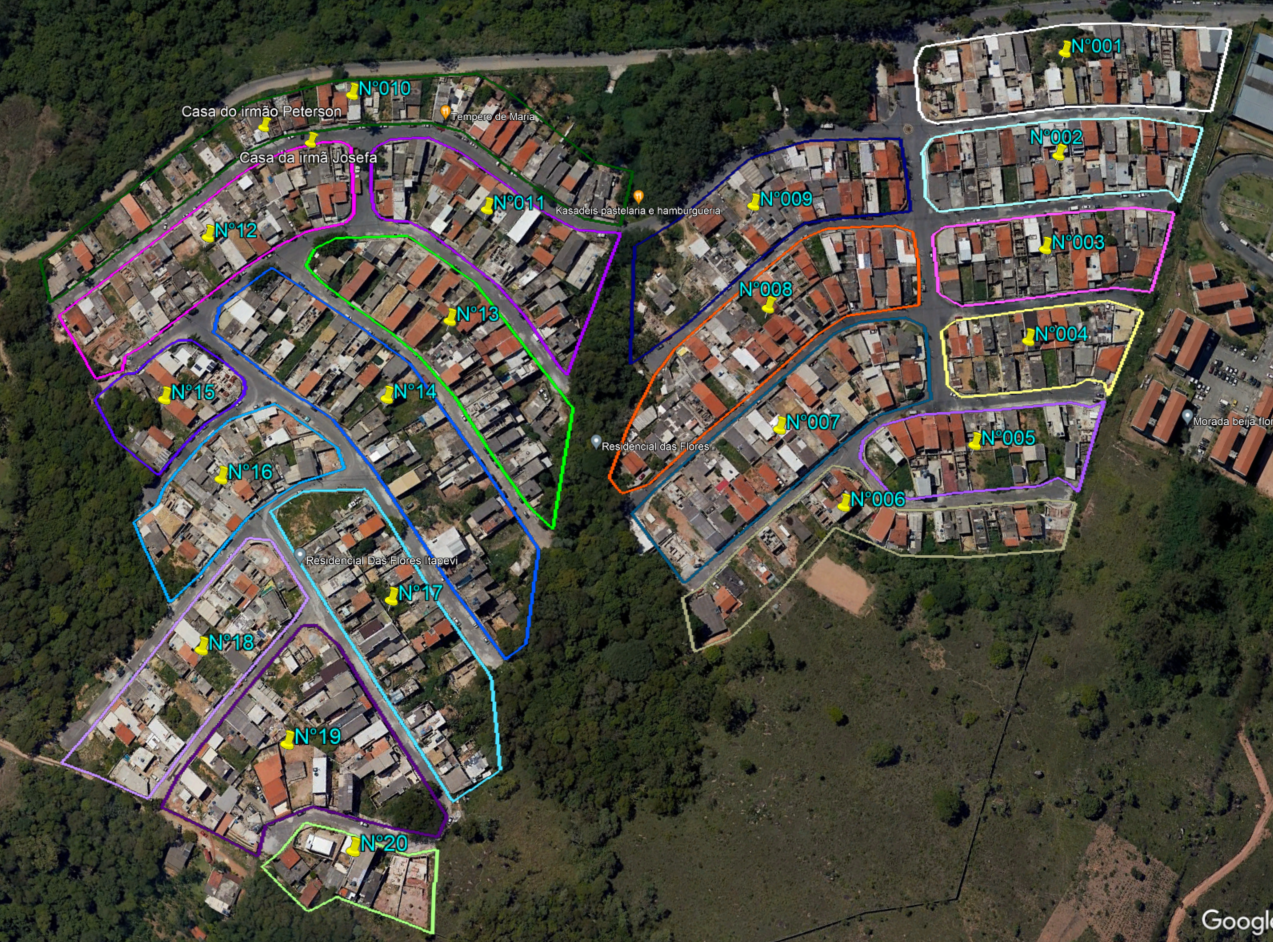 N°001
N°010
Casa do irmão Peterson
Tempero de Maria
N°002
Casa da irmã Josefa
N°009
N°011
Kasadeis pastelaria e hamburgueria
N°12
N°003
N°008
N°13
N°004
N°15
N°14
N°007
Morada beija flor
N°005
Residencial das Flores
N°16
N°006
Residencial Das Flores Itapevi
N°17
N°18
N°19
N°20
Google